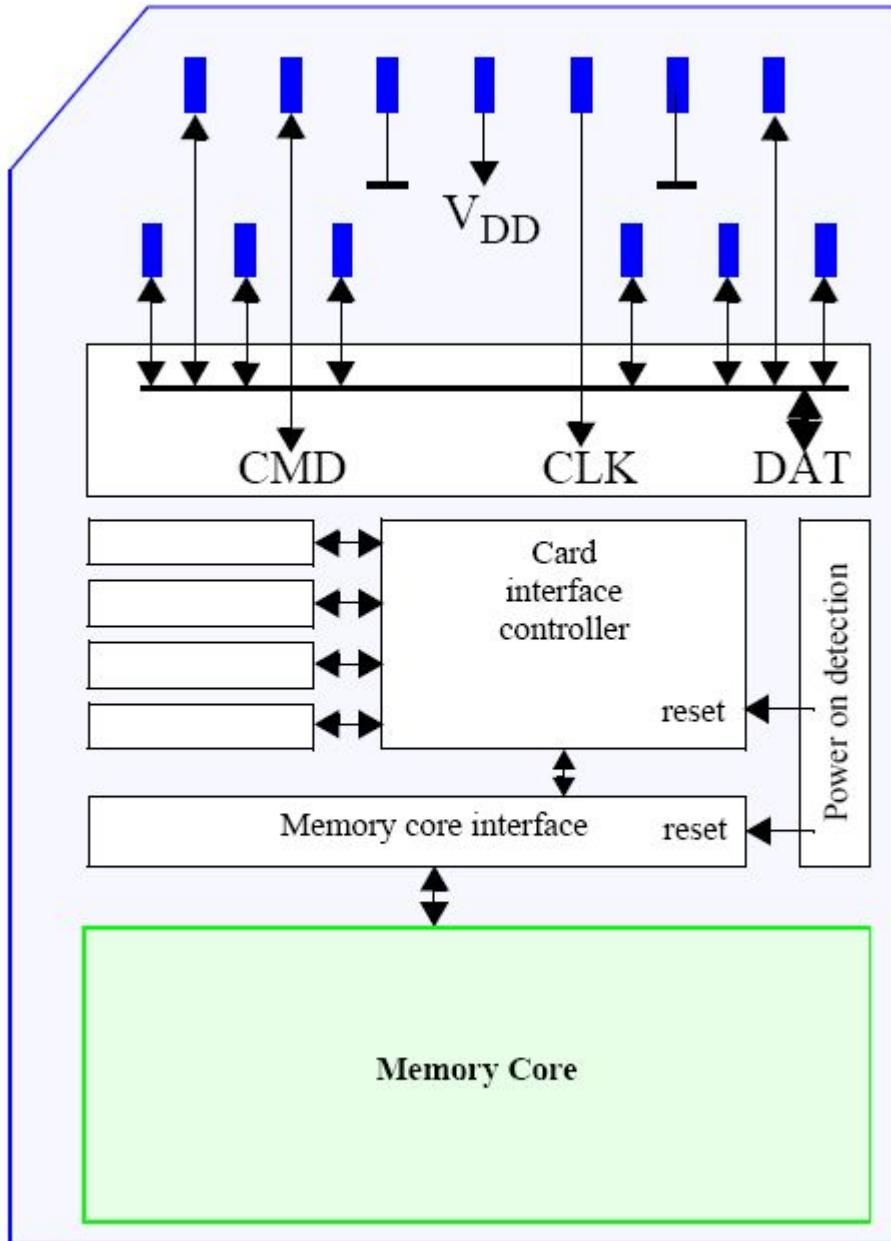 VDD
CMD
CLK
DAT
Card
interface
controller
reset
Power on detection
Memory core interface
reset
Memory Core